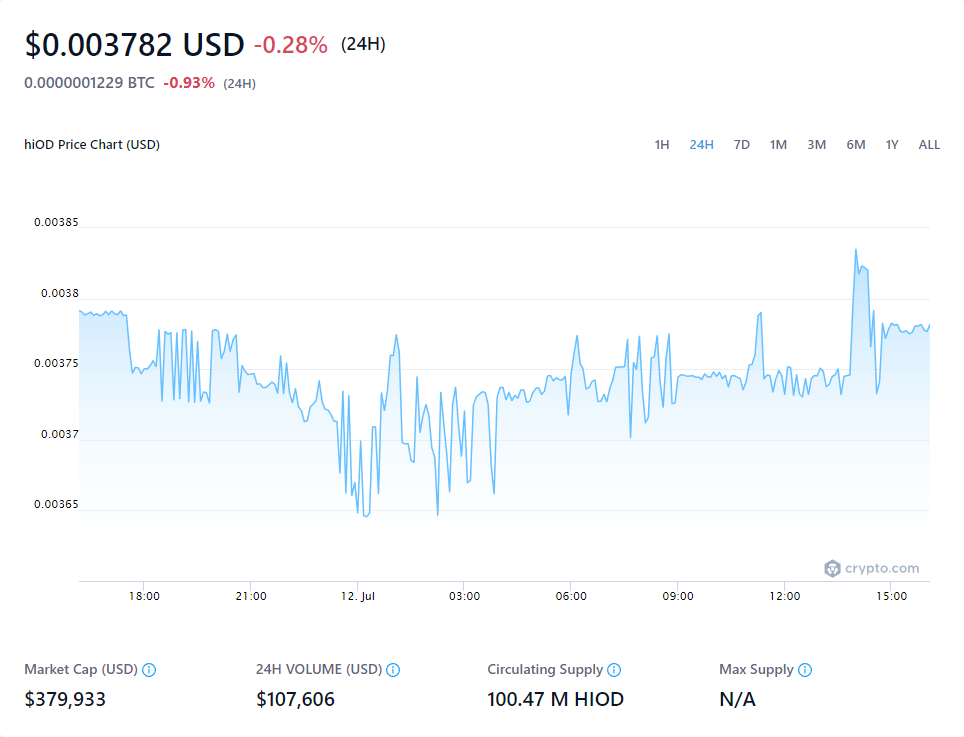 $0.003782 USD -0.28% (24H)
0.0000001229 BTC -0.93% (24H)
hiOD Price Chart (USD) 1H 24H 7D 1M 3M 6M 1Y ALL
0.00385
0.0038
0.00375
0.0037
0.00365
crypto.com
18:00 21:00 12. Jul 03:00 06:00 09:00 12:00 15:00
Market Cap (USD) 24H VOLUME (USD) Circulating Supply Max Supply
$379,933 $107,606 100.47 M HIOD N/A